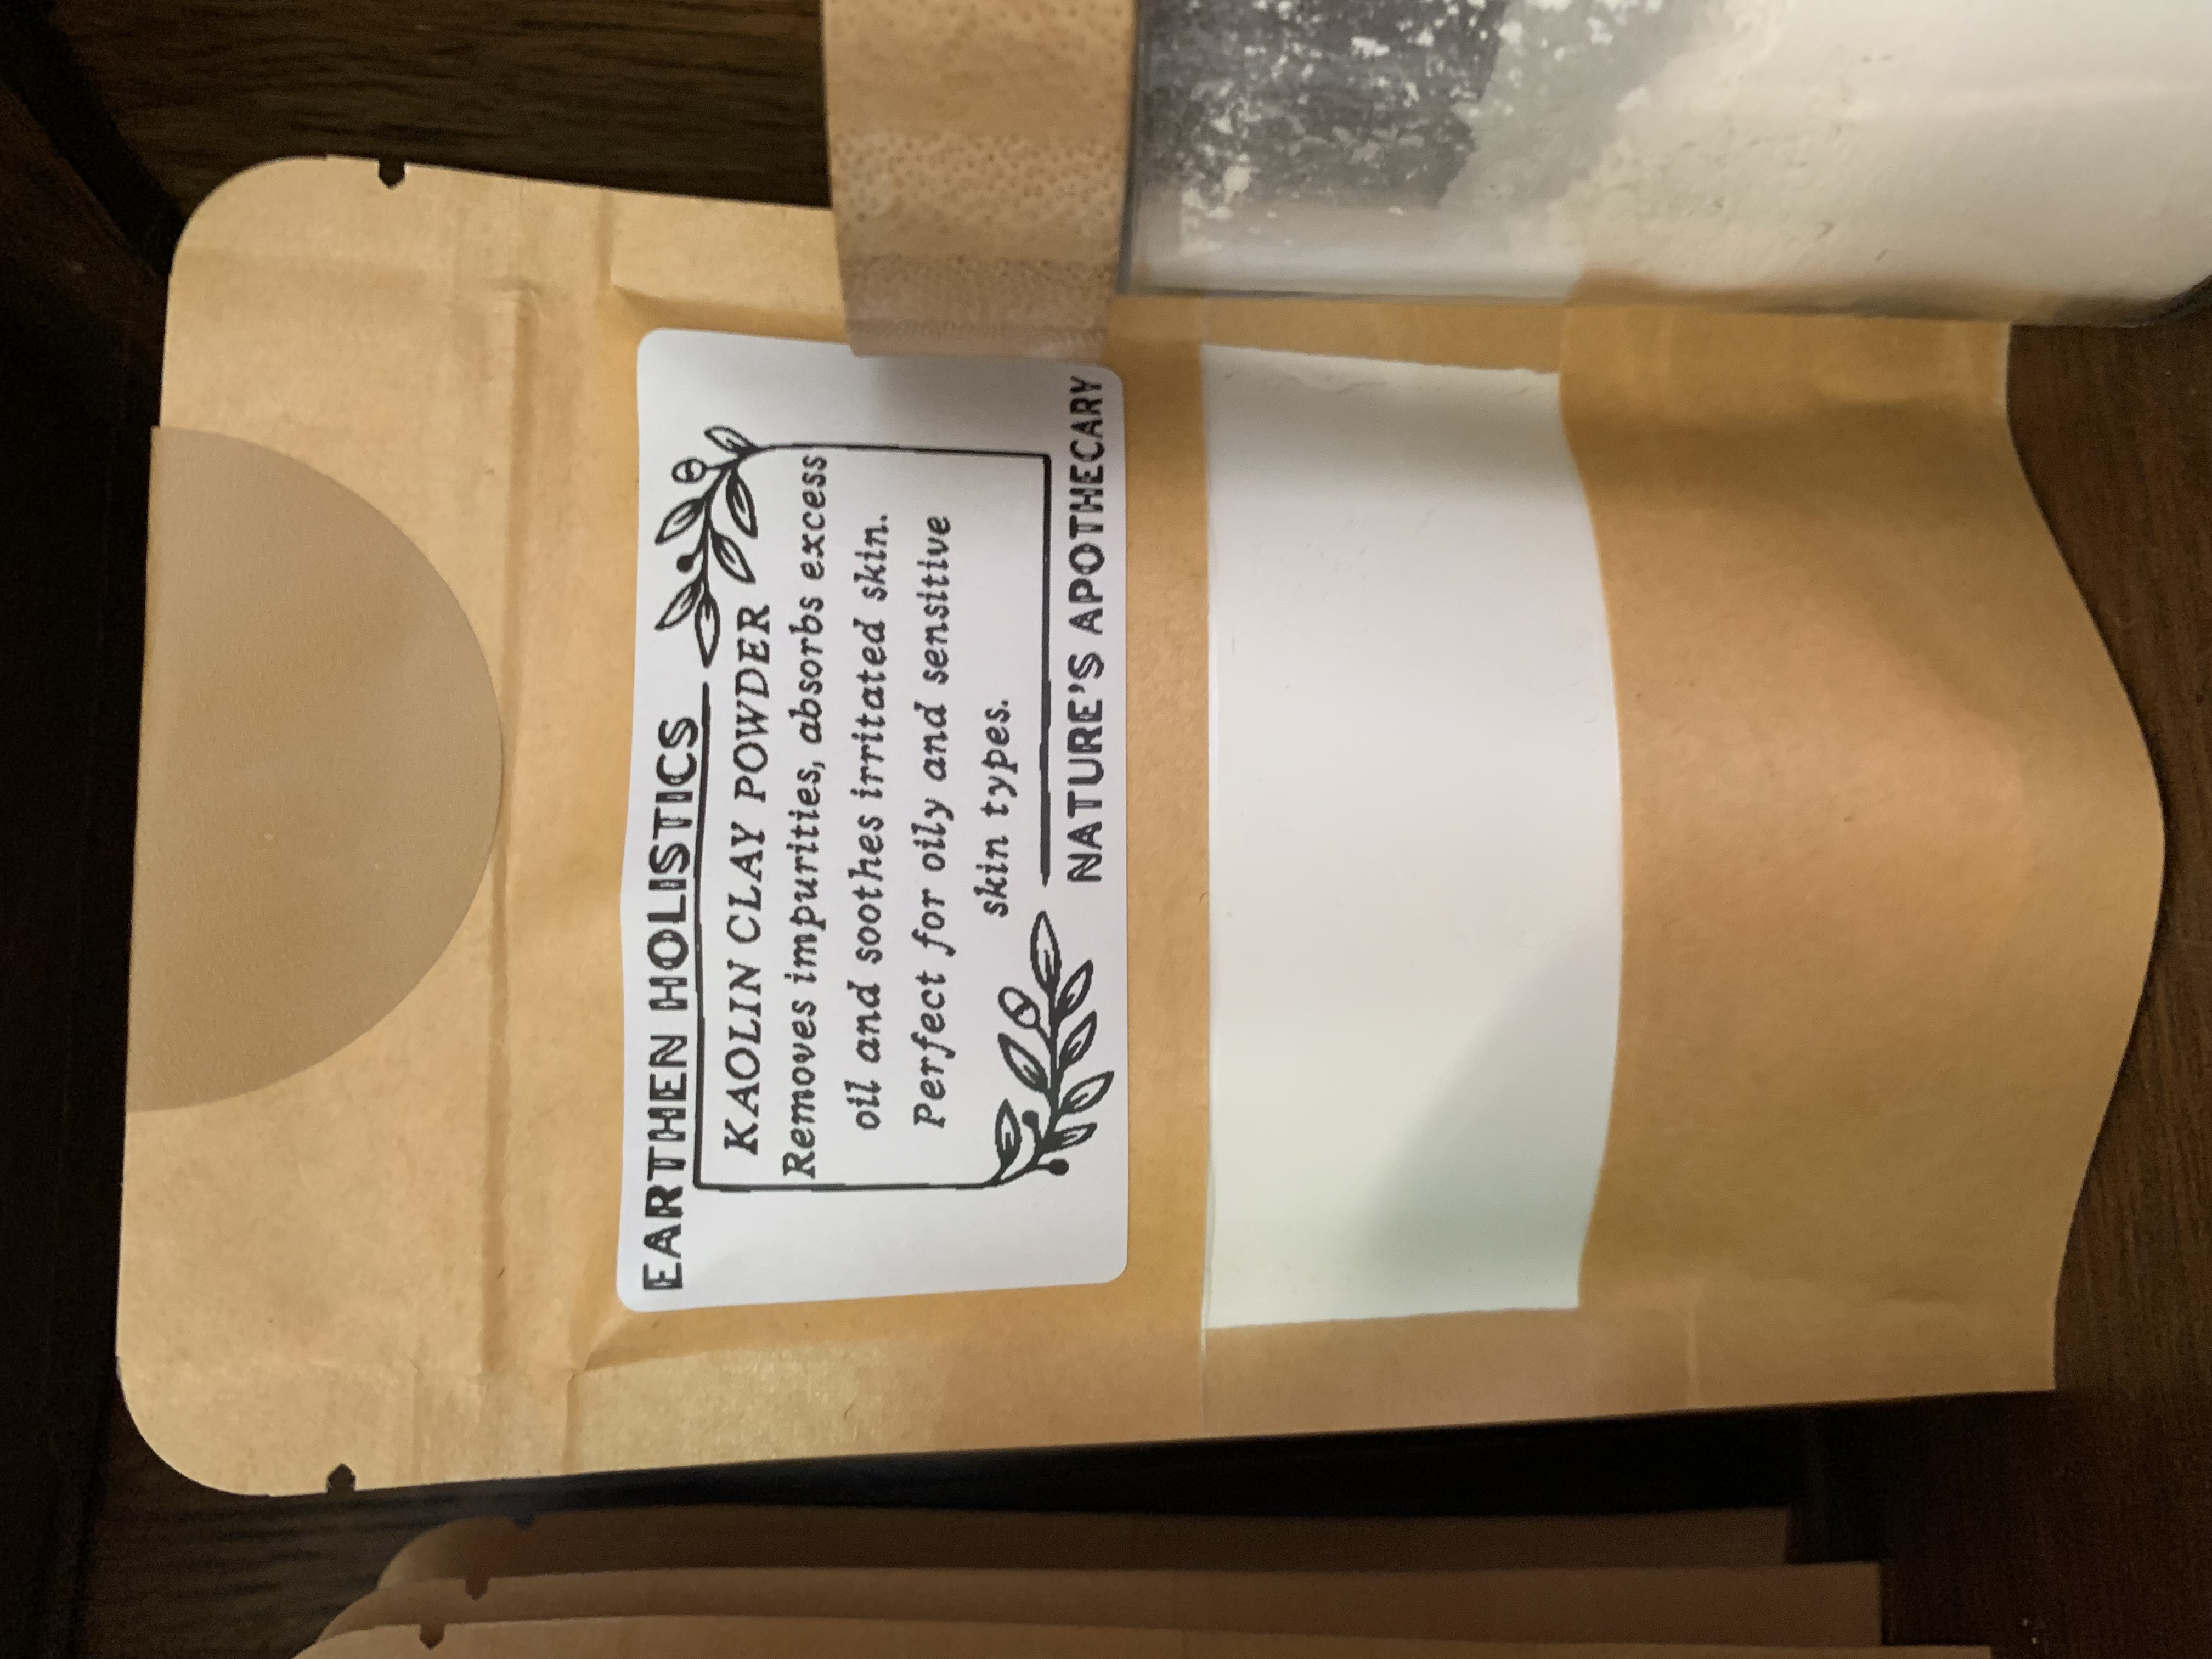 EARTHEN HOLISTICS
KAOLIN CLAY POWDER
Removes impurities, absorbs excess
oil and soothes irritated skin.
Perfect for oily and sensitive
skin types.
NATURE'S APOTHECARY